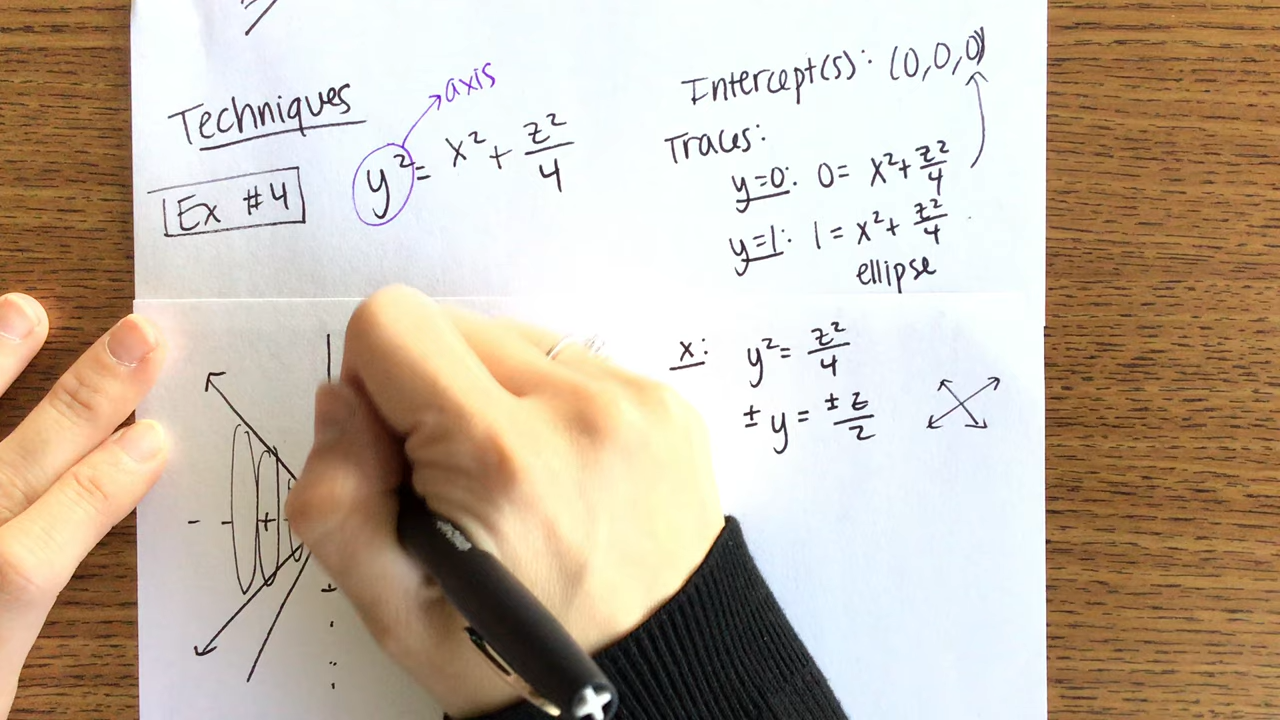 Techniques
axis
Ex #4
y² = x² + z²/4
Intercept(s): (0,0,0)
Traces:
y=0: 0= x²+ z²/4
y=1: 1 = x²+ z²/4
ellipse
x: y²= z²/4
± y = ± z/2